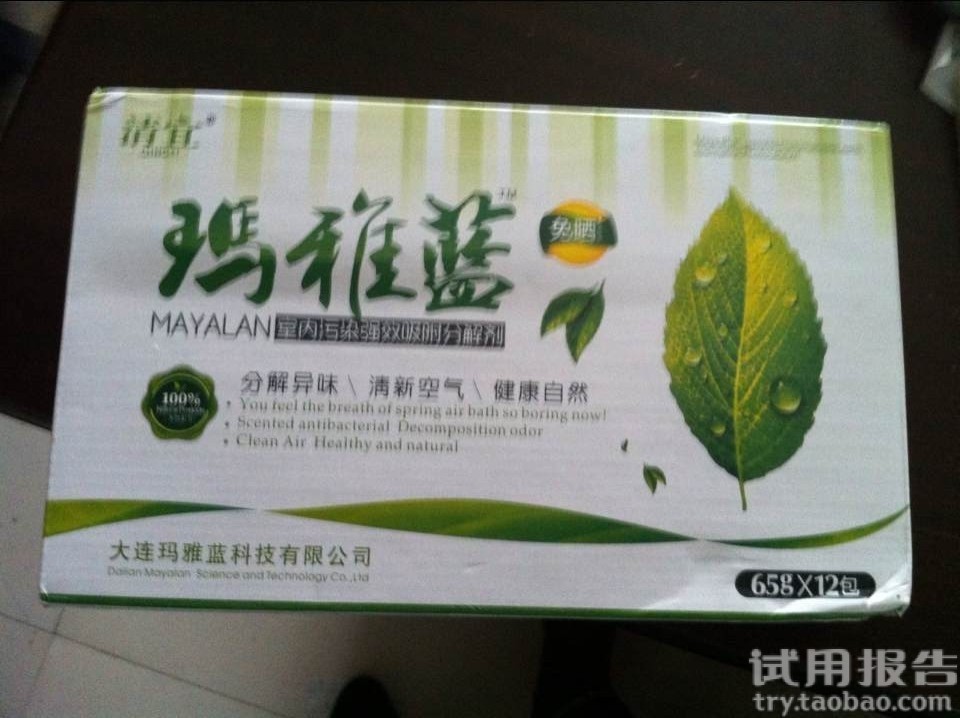 清宜®
玛雅蓝™
免晒
MAYALAN 室内污染强效吸附分解剂
100%
分解异味 \ 清新空气 \ 健康自然
• You feel the breath of spring air bath so boring now!
• Scented antibacterial Decomposition odor
• Clean Air Healthy and natural
大连玛雅蓝科技有限公司
Dalian Mayalan Science and Technology Co.,Ltd
65g X 12包
试用报告
try.taobao.com